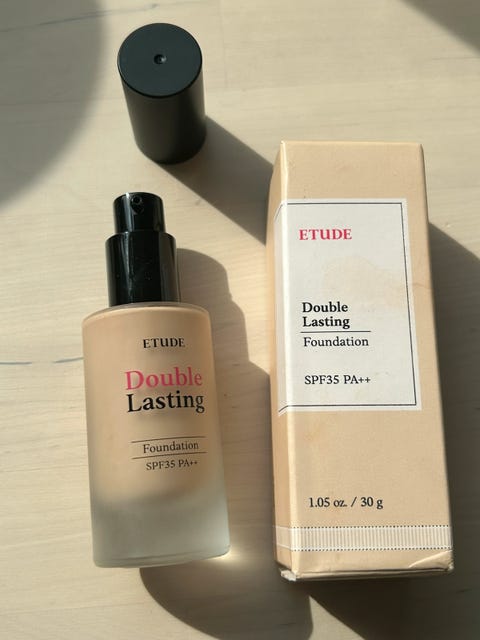 ETUDE
Double
Lasting
Foundation
SPF35 PA++
ETUDE
Double
Lasting
Foundation
SPF35 PA++
1.05 oz. / 30 g